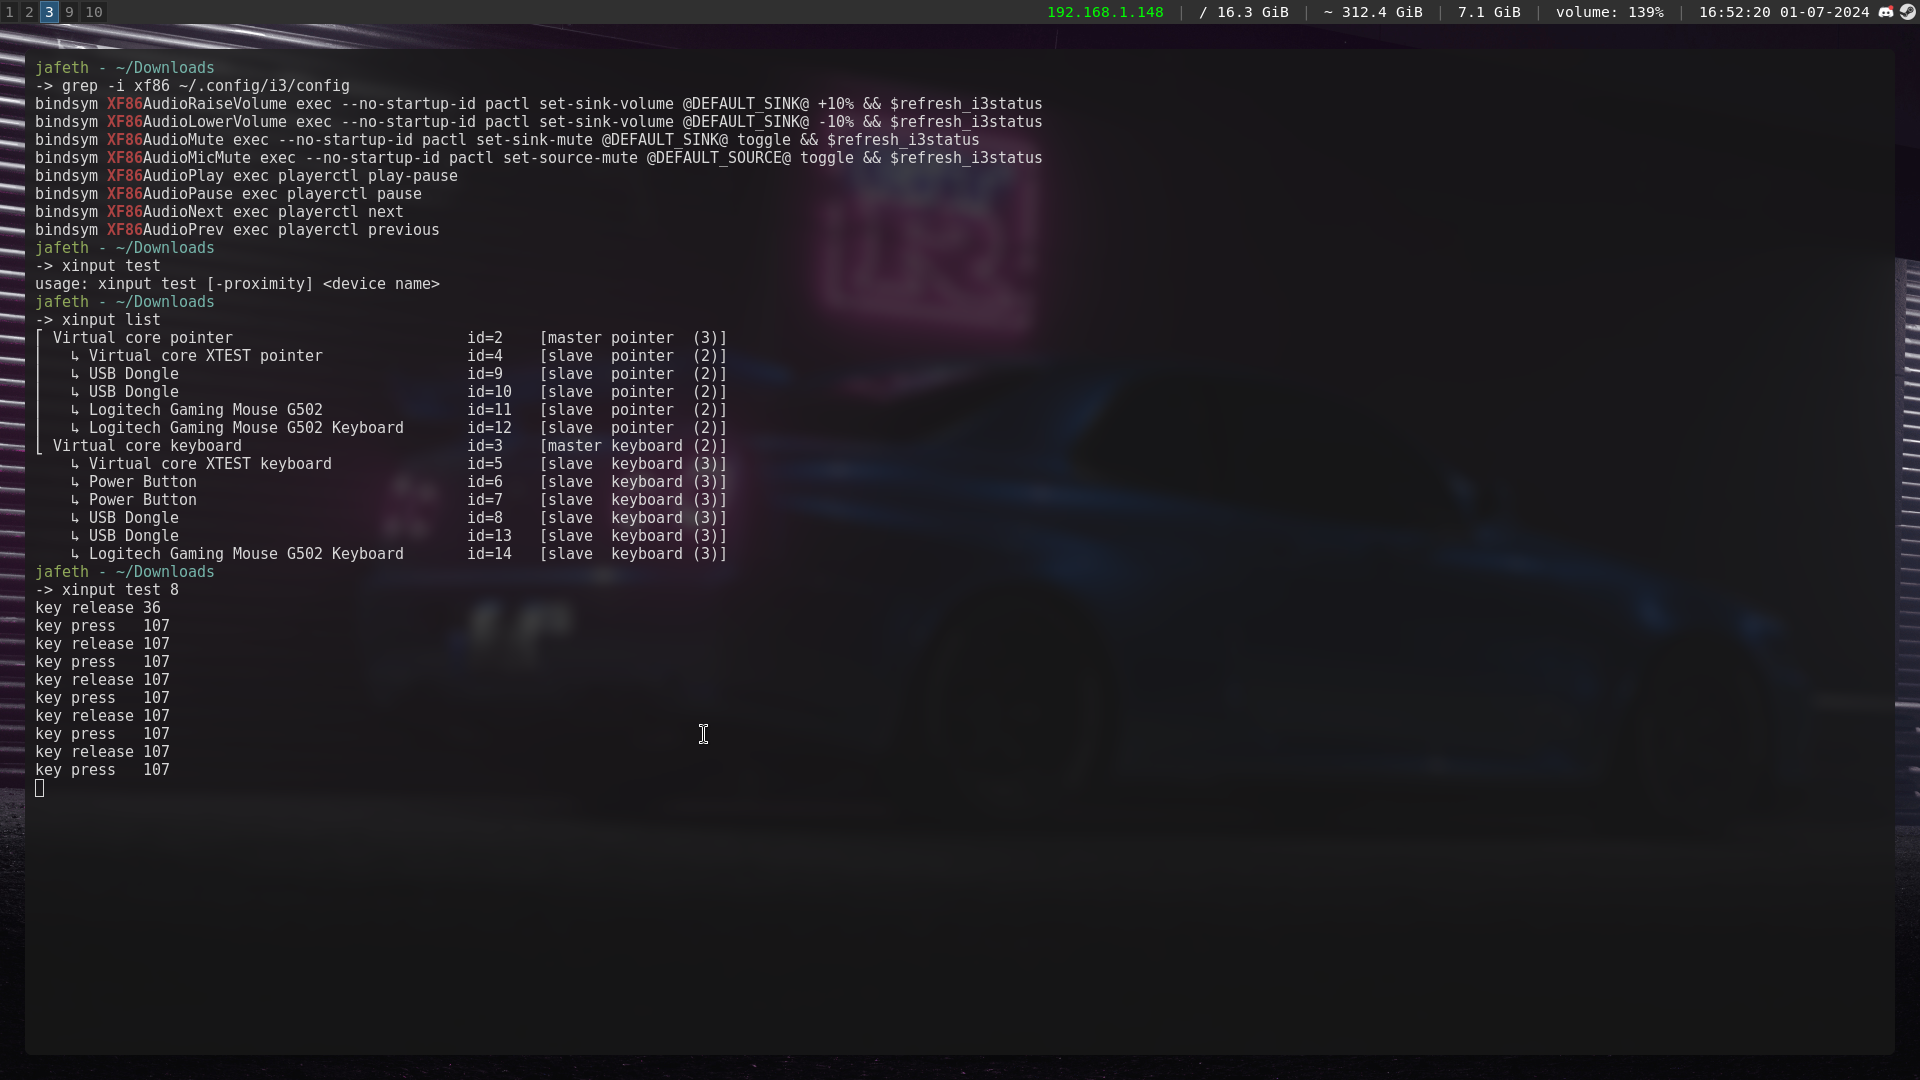 1 2 3 9 10 192.168.1.148 | / 16.3 GiB | ~ 312.4 GiB | 7.1 GiB | volume: 139% | 16:52:20 01-07-2024
jafeth - ~/Downloads
-> grep -i xf86 ~/.config/i3/config
bindsym XF86AudioRaiseVolume exec --no-startup-id pactl set-sink-volume @DEFAULT_SINK@ +10% && $refresh_i3status
bindsym XF86AudioLowerVolume exec --no-startup-id pactl set-sink-volume @DEFAULT_SINK@ -10% && $refresh_i3status
bindsym XF86AudioMute exec --no-startup-id pactl set-sink-mute @DEFAULT_SINK@ toggle && $refresh_i3status
bindsym XF86AudioMicMute exec --no-startup-id pactl set-source-mute @DEFAULT_SOURCE@ toggle && $refresh_i3status
bindsym XF86AudioPlay exec playerctl play-pause
bindsym XF86AudioPause exec playerctl pause
bindsym XF86AudioNext exec playerctl next
bindsym XF86AudioPrev exec playerctl previous
jafeth - ~/Downloads
-> xinput test
usage: xinput test [-proximity] <device name>
jafeth - ~/Downloads
-> xinput list
⎡ Virtual core pointer id=2 [master pointer (3)]
⎜ ↳ Virtual core XTEST pointer id=4 [slave pointer (2)]
⎜ ↳ USB Dongle id=9 [slave pointer (2)]
⎜ ↳ USB Dongle id=10 [slave pointer (2)]
⎜ ↳ Logitech Gaming Mouse G502 id=11 [slave pointer (2)]
⎜ ↳ Logitech Gaming Mouse G502 Keyboard id=12 [slave pointer (2)]
⎣ Virtual core keyboard id=3 [master keyboard (2)]
↳ Virtual core XTEST keyboard id=5 [slave keyboard (3)]
↳ Power Button id=6 [slave keyboard (3)]
↳ Power Button id=7 [slave keyboard (3)]
↳ USB Dongle id=8 [slave keyboard (3)]
↳ USB Dongle id=13 [slave keyboard (3)]
↳ Logitech Gaming Mouse G502 Keyboard id=14 [slave keyboard (3)]
jafeth - ~/Downloads
-> xinput test 8
key release 36
key press 107
key release 107
key press 107
key release 107
key press 107
key release 107
key press 107
key release 107
key press 107